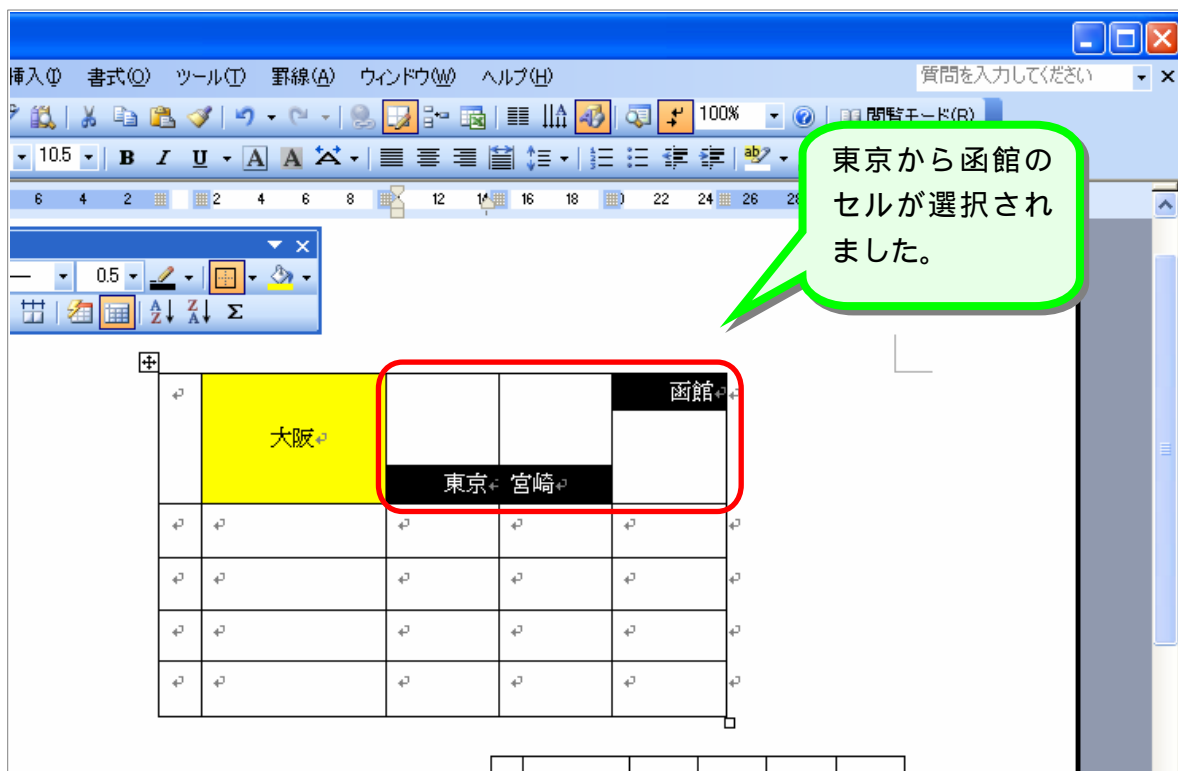 挿入(I) 書式(O) ツール(T) 罫線(A) ウィンドウ(W) ヘルプ(H) 質問を入力してください
100% 閲覧モード(R)
10.5 B I U A A
6 4 2 2 4 6 8 12 14 16 18 22 24 26
東京から函館の
セルが選択され
ました。
0.5
A Z Z A Σ
函館
大阪
東京 宮崎